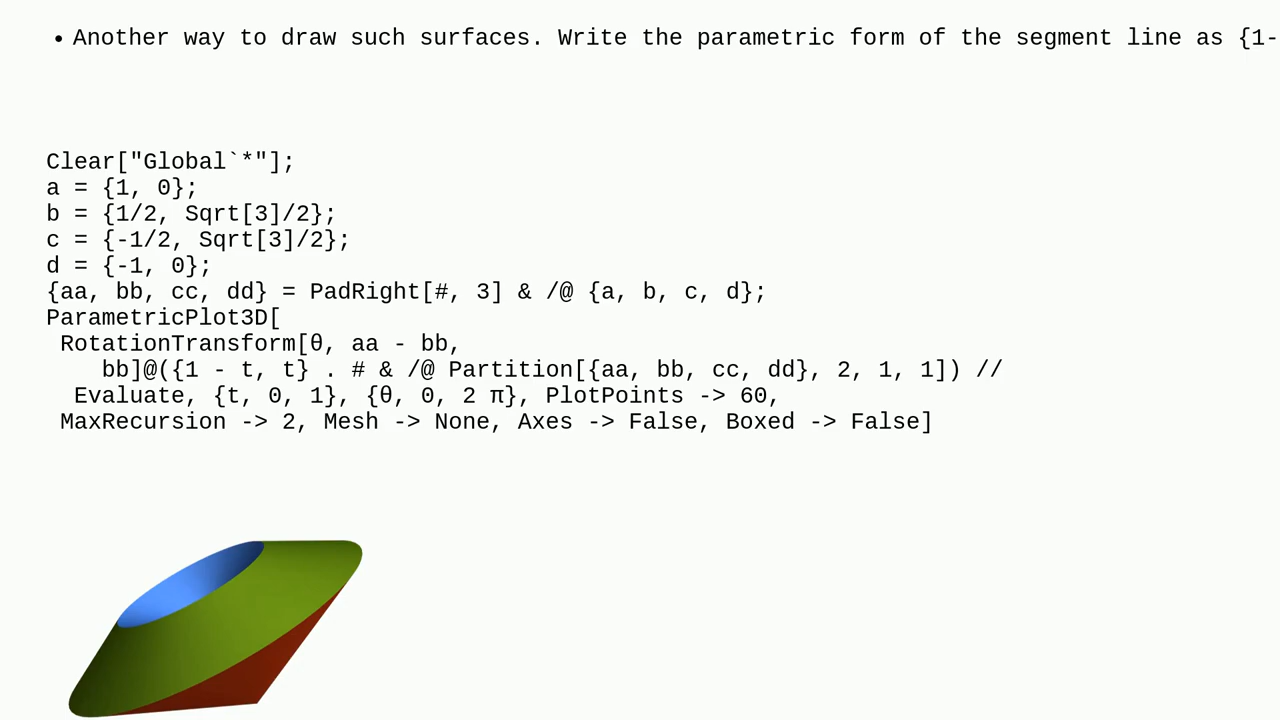 • Another way to draw such surfaces. Write the parametric form of the segment line as {1-
Clear["Global`*"];
a = {1, 0};
b = {1/2, Sqrt[3]/2};
c = {-1/2, Sqrt[3]/2};
d = {-1, 0};
{aa, bb, cc, dd} = PadRight[#, 3] & /@ {a, b, c, d};
ParametricPlot3D[
 RotationTransform[θ, aa - bb,
    bb]@({1 - t, t} . # & /@ Partition[{aa, bb, cc, dd}, 2, 1, 1]) //
  Evaluate, {t, 0, 1}, {θ, 0, 2 π}, PlotPoints -> 60,
 MaxRecursion -> 2, Mesh -> None, Axes -> False, Boxed -> False]